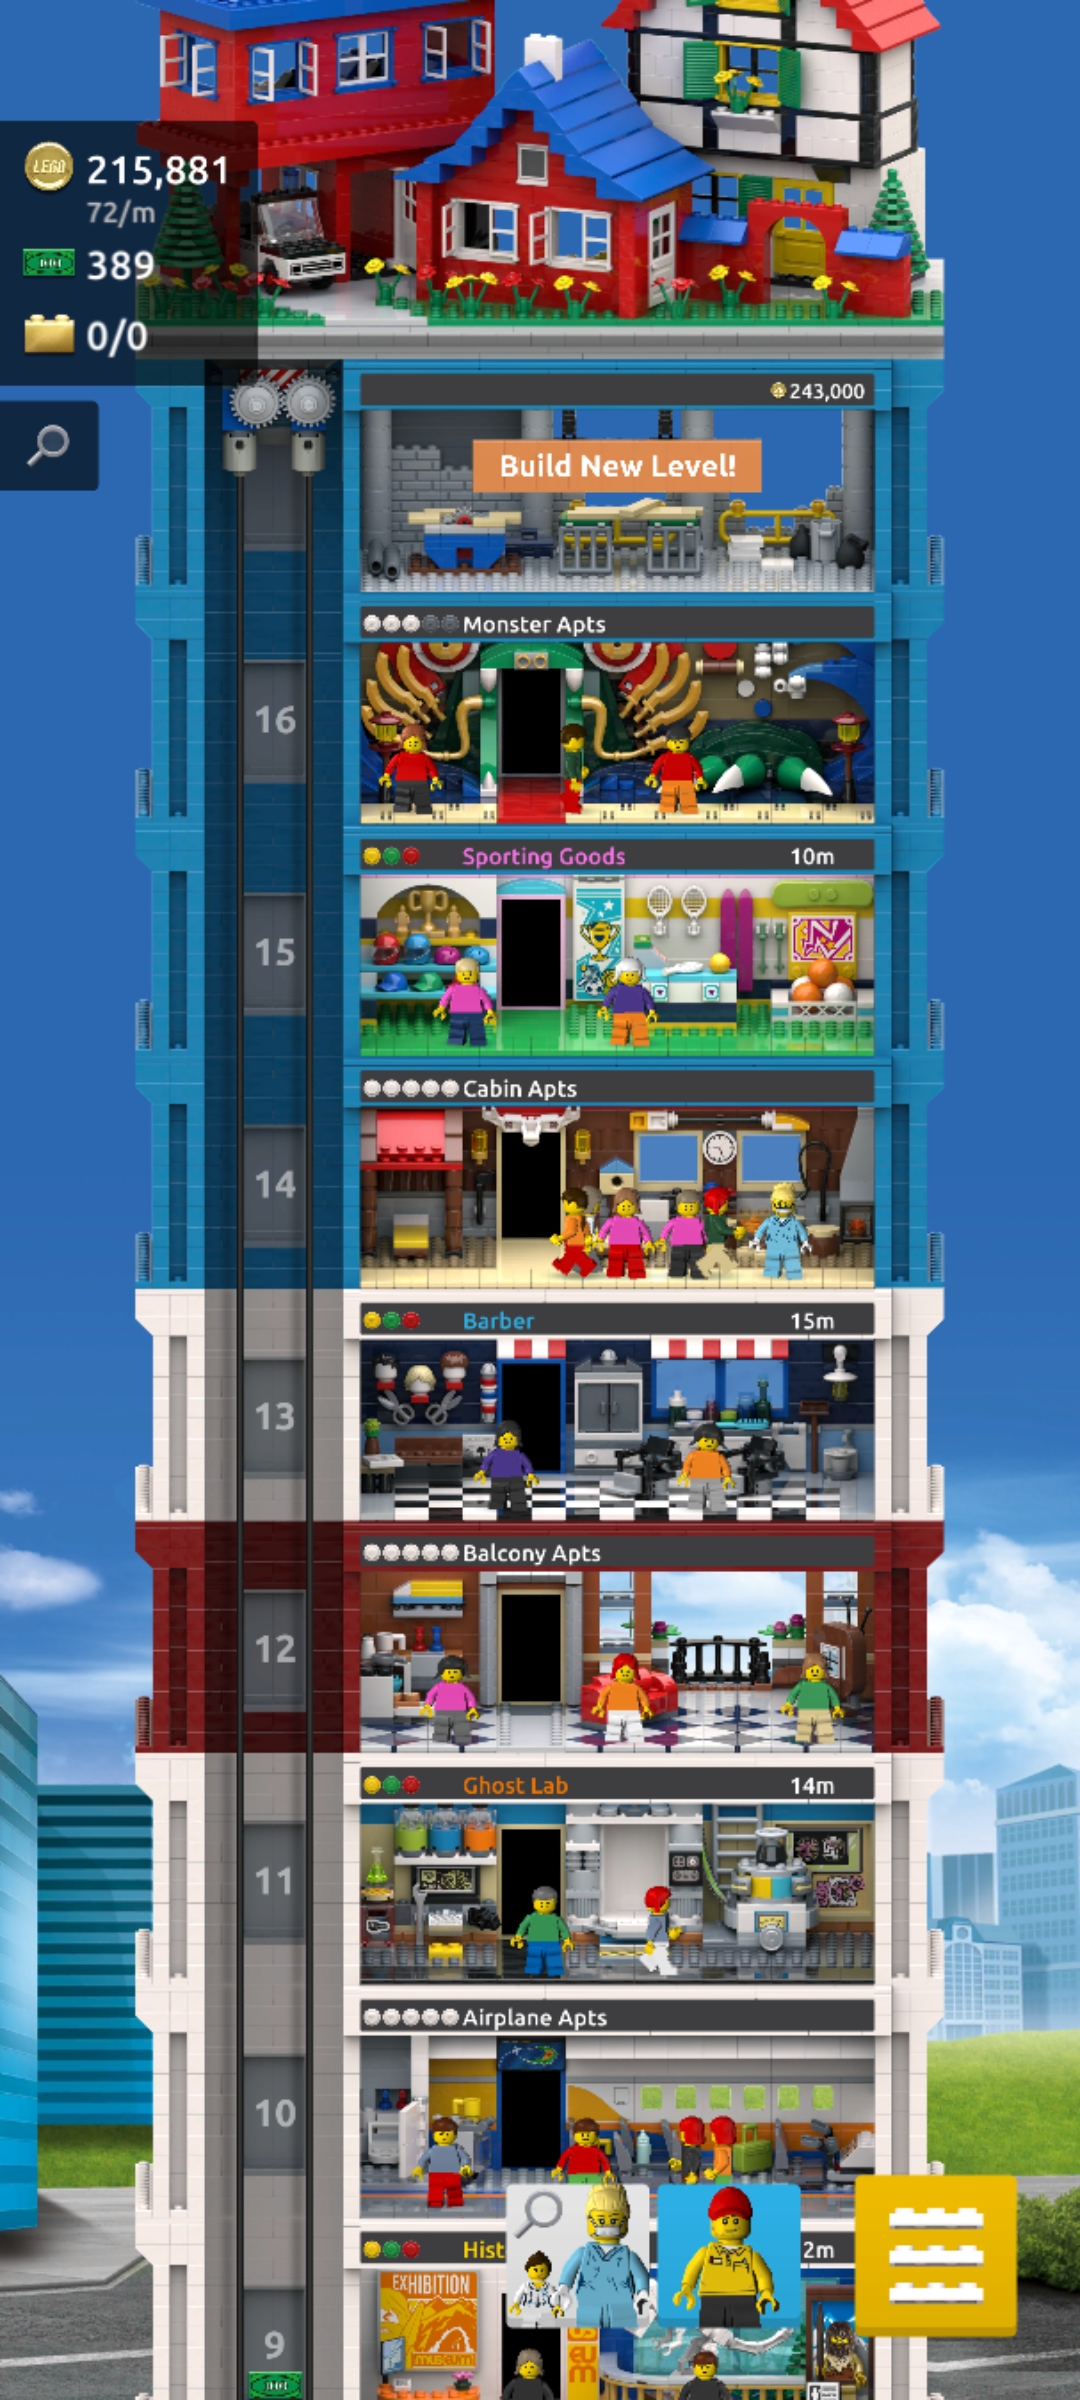 LEGO 215,881
72/m
389
0/0
243,000
Build New Level!
Monster Apts
16
Sporting Goods 10m
15
Cabin Apts
14
Barber 15m
13
Balcony Apts
12
Ghost Lab 14m
11
Airplane Apts
10
Hist 2m
EXHIBITION
MUSEUM
9